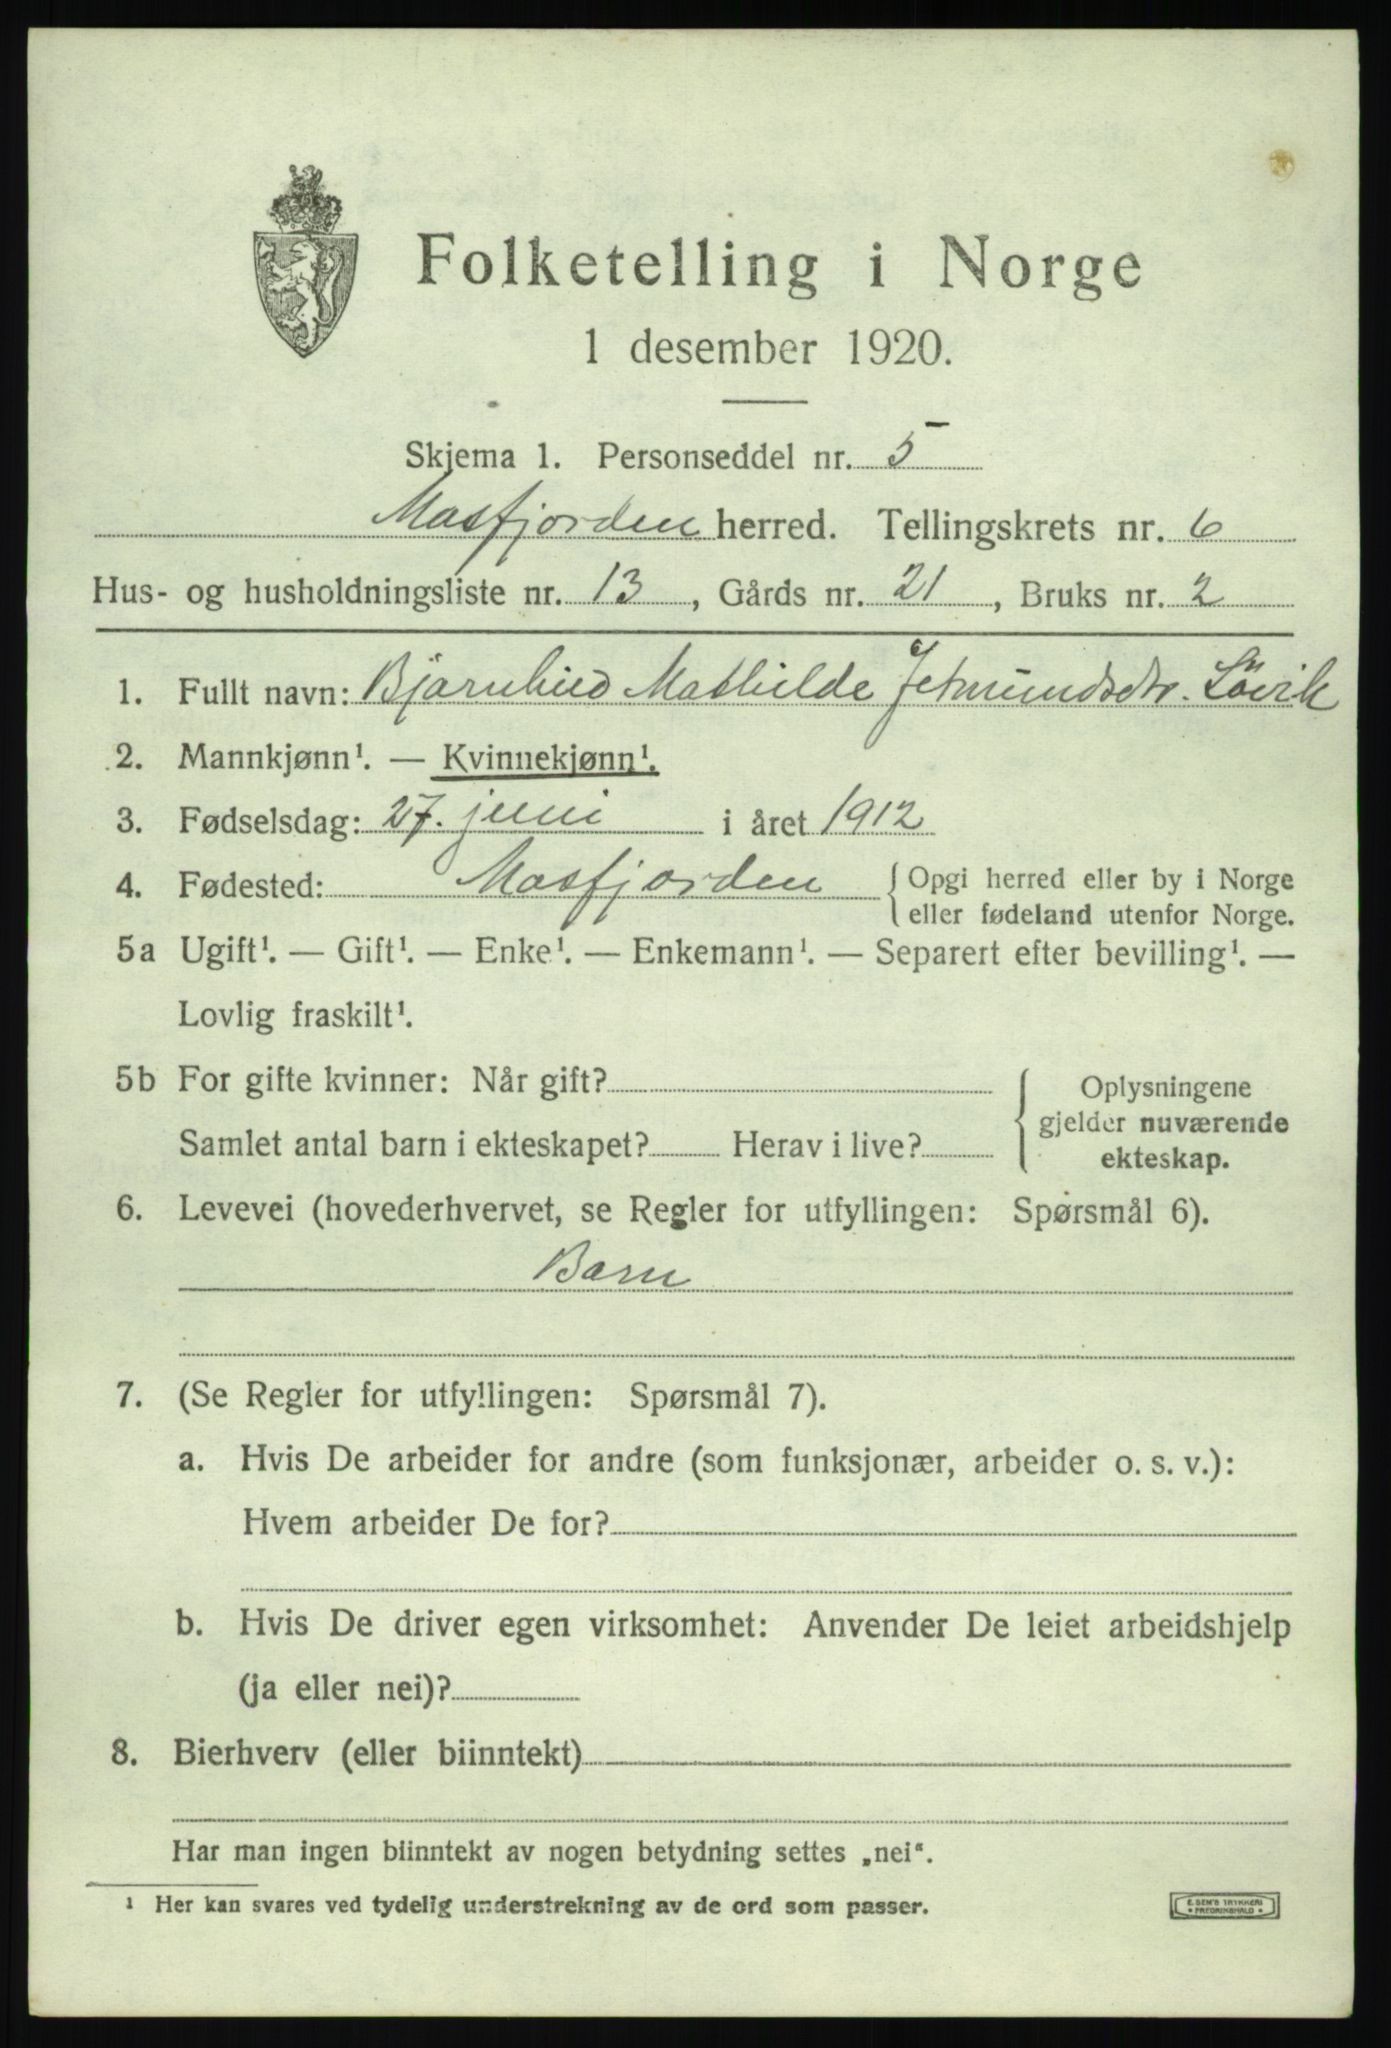 Folketelling i Norge
1 desember 1920.
Skjema 1. Personseddel nr. 5
Masfjorden herred. Tellingskrets nr. 6
Hus- og husholdningsliste nr. 13, Gårds nr. 21, Bruks nr. 2
1. Fullt navn: Bjarnhild Mathilde Jetmundsdtr. Lövik
2. Mannkjønn¹. — Kvinnekjønn¹.
3. Fødselsdag: 27. juni i året 1912
4. Fødested: Masfjorden { Opgi herred eller by i Norge
eller fødeland utenfor Norge.
5a Ugift¹. — Gift¹. — Enke¹. — Enkemann¹. — Separert efter bevilling¹. —
Lovlig fraskilt¹.
5b For gifte kvinner: Når gift?
Samlet antal barn i ekteskapet? Herav i live?
{ Oplysningene
gjelder nuværende
ekteskap.
6. Levevei (hovederhvervet, se Regler for utfyllingen: Spørsmål 6).
Barn
7. (Se Regler for utfyllingen: Spørsmål 7).
a. Hvis De arbeider for andre (som funksjonær, arbeider o. s. v.):
Hvem arbeider De for?
b. Hvis De driver egen virksomhet: Anvender De leiet arbeidshjelp
(ja eller nei)?
8. Bierhverv (eller biinntekt)
Har man ingen biinntekt av nogen betydning settes „nei“.
¹ Her kan svares ved tydelig understrekning av de ord som passer.
E. SEM'S TRYKKERI
• FREDRIKSHALD •